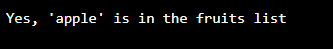 Yes, 'apple' is in the fruits list